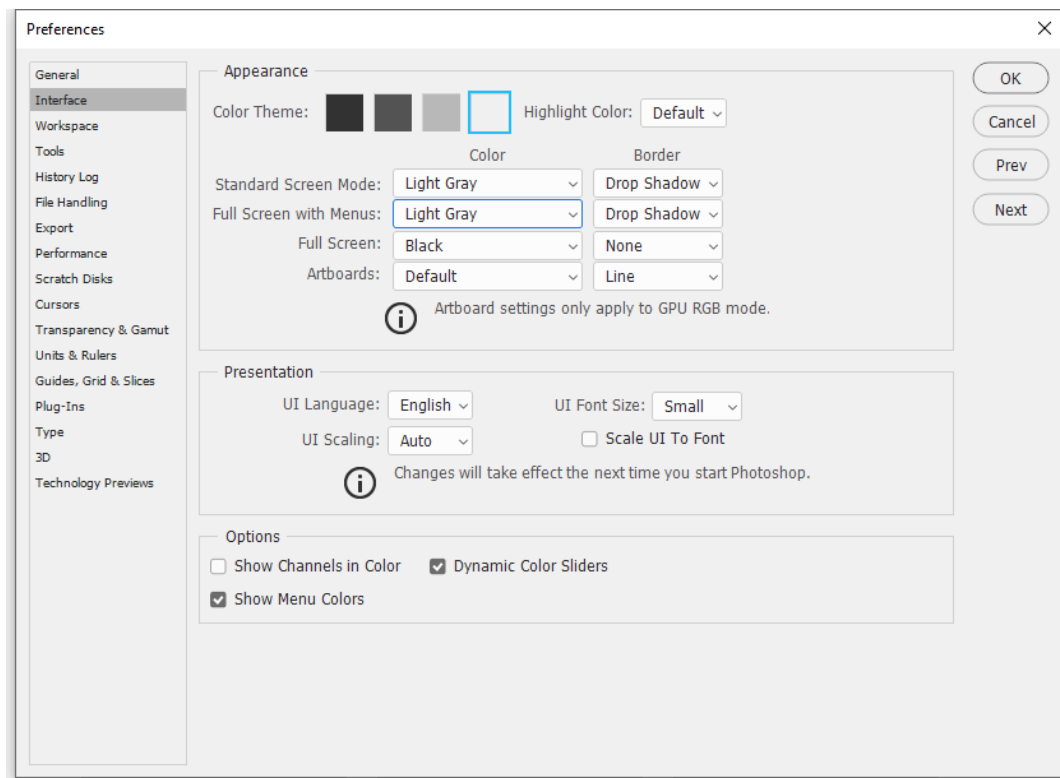 Preferences
General
Interface
Workspace
Tools
History Log
File Handling
Export
Performance
Scratch Disks
Cursors
Transparency & Gamut
Units & Rulers
Guides, Grid & Slices
Plug-Ins
Type
3D
Technology Previews
Appearance
Color Theme: Highlight Color: Default
Color Border
Standard Screen Mode: Light Gray Drop Shadow
Full Screen with Menus: Light Gray Drop Shadow
Full Screen: Black None
Artboards: Default Line
Artboard settings only apply to GPU RGB mode.
Presentation
UI Language: English UI Font Size: Small
UI Scaling: Auto Scale UI To Font
Changes will take effect the next time you start Photoshop.
Options
Show Channels in Color Dynamic Color Sliders
Show Menu Colors
OK
Cancel
Prev
Next